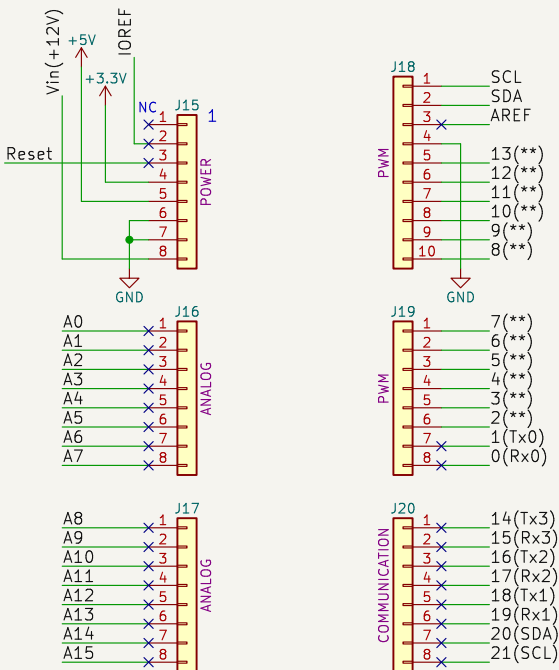 Vin(+12V)
+5V
IOREF
+3.3V
NC
J15
1
1
2
Reset
3
4
5
6
7
8
POWER
GND
J18
1
SCL
2
SDA
3
AREF
4
5
13(**)
6
12(**)
7
11(**)
8
10(**)
9
9(**)
10
8(**)
PWM
GND
J16
A0
1
A1
2
A2
3
A3
4
A4
5
A5
6
A6
7
A7
8
ANALOG
J19
1
7(**)
2
6(**)
3
5(**)
4
4(**)
5
3(**)
6
2(**)
7
1(Tx0)
8
0(Rx0)
PWM
J17
A8
1
A9
2
A10
3
A11
4
A12
5
A13
6
A14
7
A15
8
ANALOG
J20
1
14(Tx3)
2
15(Rx3)
3
16(Tx2)
4
17(Rx2)
5
18(Tx1)
6
19(Rx1)
7
20(SDA)
8
21(SCL)
COMMUNICATION